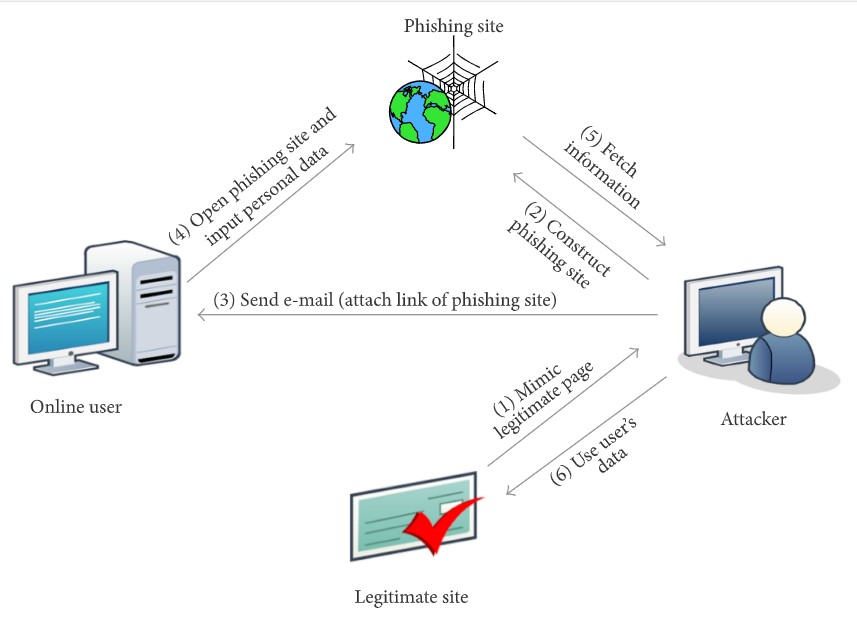 Phishing site
(4) Open phishing site and
input personal data
(5) Fetch
information
(2) Construct
phishing site
(3) Send e-mail (attach link of phishing site)
Online user
(1) Mimic
legitimate page
Attacker
(6) Use user's
data
Legitimate site